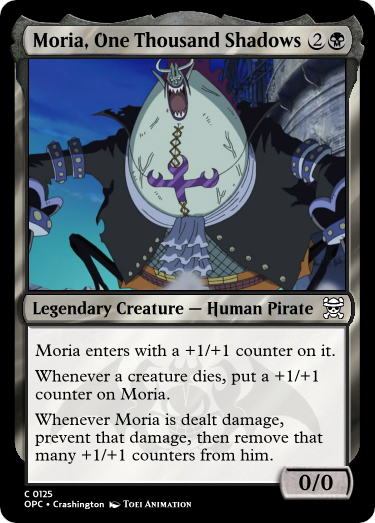 Moria, One Thousand Shadows 2
Legendary Creature — Human Pirate
Moria enters with a +1/+1 counter on it.
Whenever a creature dies, put a +1/+1
counter on Moria.
Whenever Moria is dealt damage,
prevent that damage, then remove that
many +1/+1 counters from him.
0/0
C 0125
OPC • Crashington TOEI ANIMATION